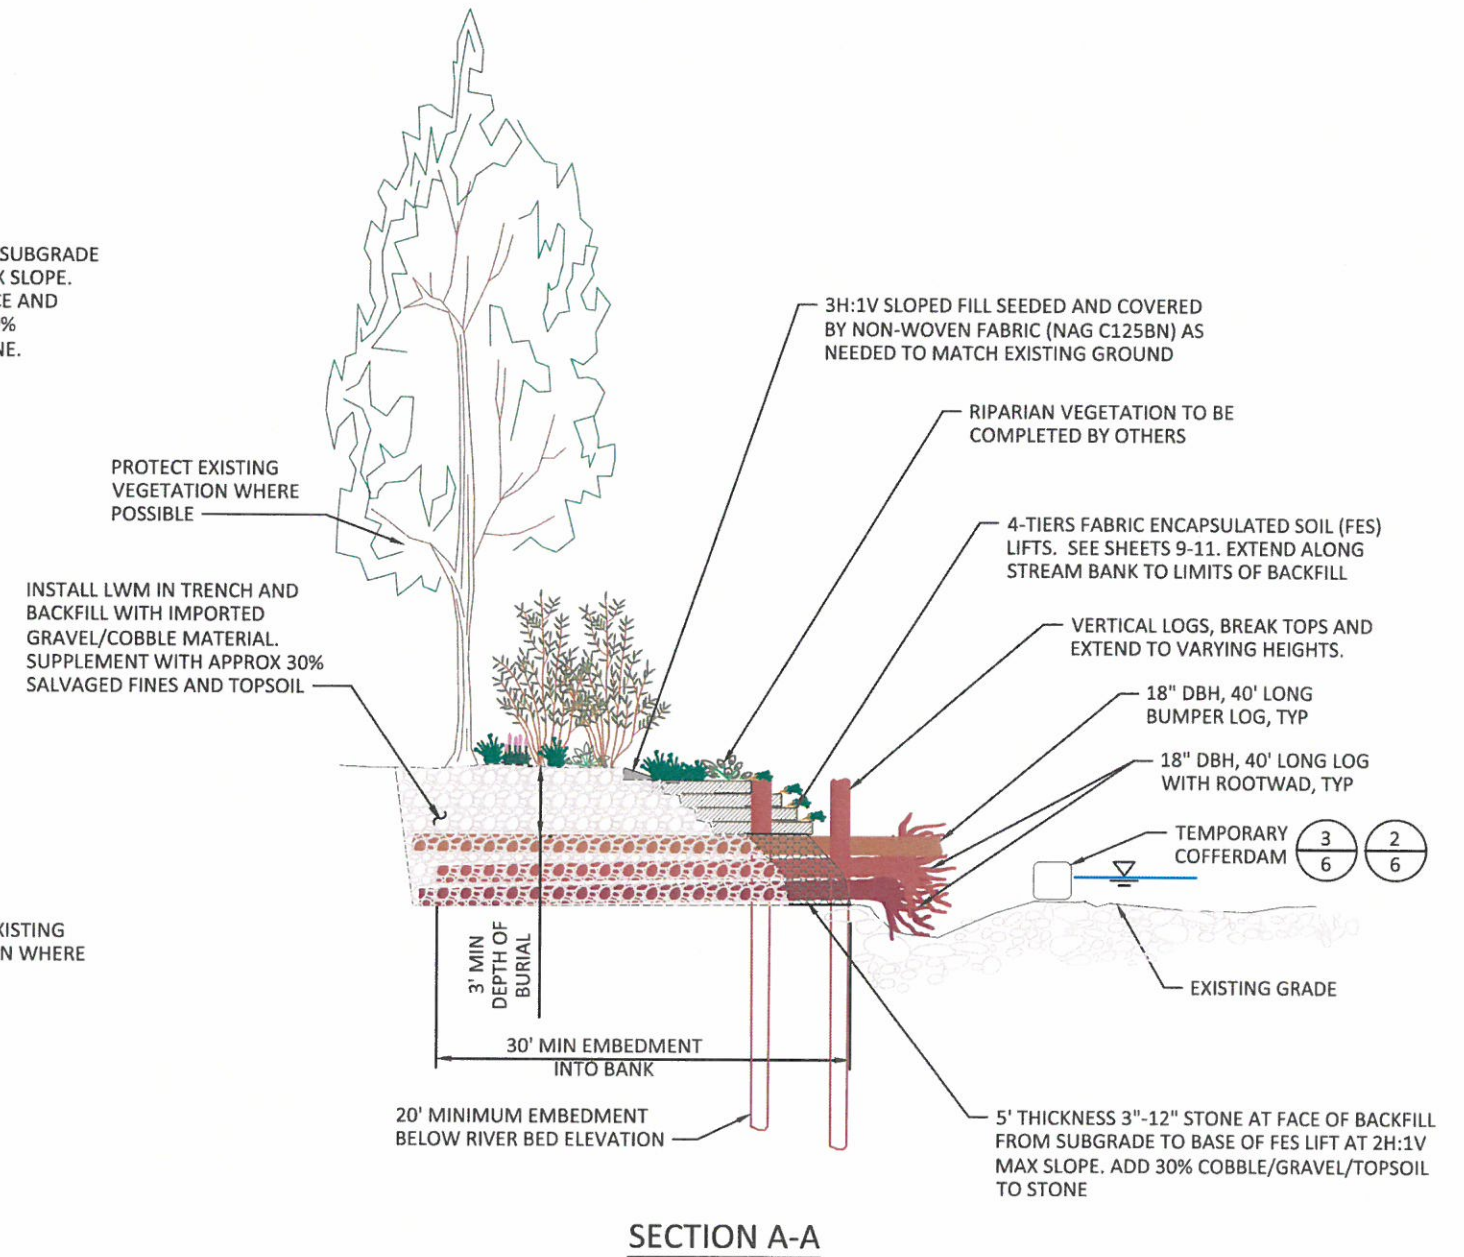 SUBGRADE
X SLOPE.
CE AND
%
NE.
3H:1V SLOPED FILL SEEDED AND COVERED
BY NON-WOVEN FABRIC (NAG C125BN) AS
NEEDED TO MATCH EXISTING GROUND
RIPARIAN VEGETATION TO BE
COMPLETED BY OTHERS
PROTECT EXISTING
VEGETATION WHERE
POSSIBLE
4-TIERS FABRIC ENCAPSULATED SOIL (FES)
LIFTS. SEE SHEETS 9-11. EXTEND ALONG
STREAM BANK TO LIMITS OF BACKFILL
INSTALL LWM IN TRENCH AND
BACKFILL WITH IMPORTED
GRAVEL/COBBLE MATERIAL.
SUPPLEMENT WITH APPROX 30%
SALVAGED FINES AND TOPSOIL
VERTICAL LOGS, BREAK TOPS AND
EXTEND TO VARYING HEIGHTS.
18" DBH, 40' LONG
BUMPER LOG, TYP
18" DBH, 40' LONG LOG
WITH ROOTWAD, TYP
TEMPORARY
COFFERDAM
3
6
2
6
XISTING
N WHERE
3' MIN
DEPTH OF
BURIAL
EXISTING GRADE
30' MIN EMBEDMENT
INTO BANK
20' MINIMUM EMBEDMENT
BELOW RIVER BED ELEVATION
5' THICKNESS 3"-12" STONE AT FACE OF BACKFILL
FROM SUBGRADE TO BASE OF FES LIFT AT 2H:1V
MAX SLOPE. ADD 30% COBBLE/GRAVEL/TOPSOIL
TO STONE
SECTION A-A